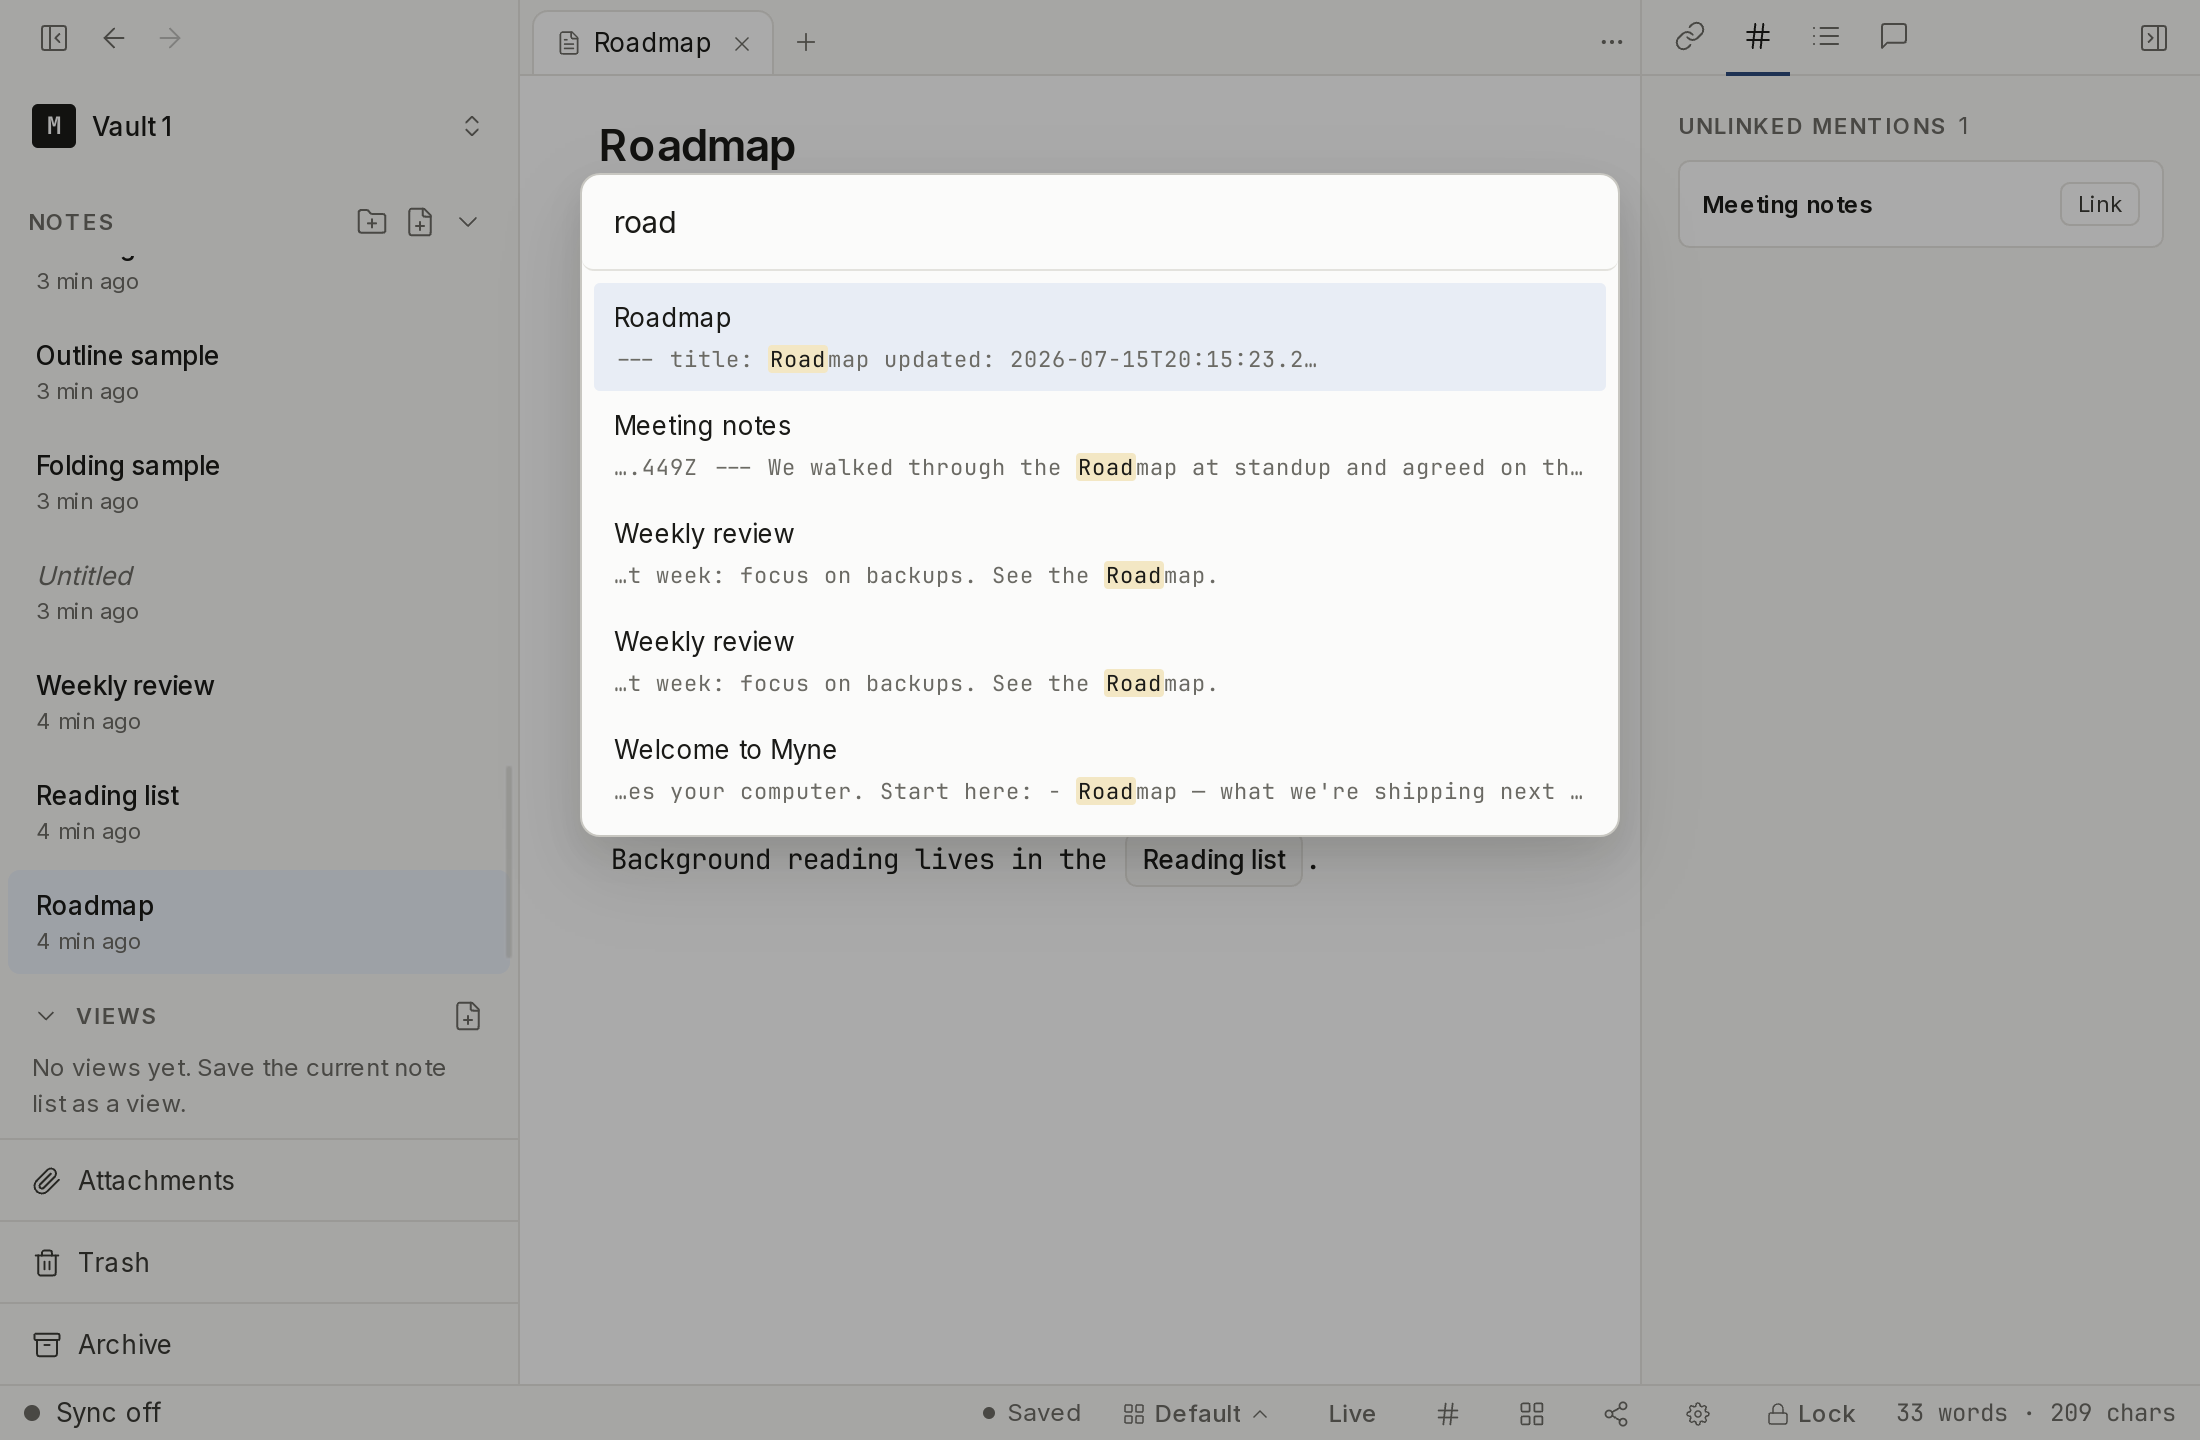 Roadmap
M Vault 1
NOTES
3 min ago
Outline sample
3 min ago
Folding sample
3 min ago
Untitled
3 min ago
Weekly review
4 min ago
Reading list
4 min ago
Roadmap
4 min ago
VIEWS
No views yet. Save the current note
list as a view.
Attachments
Trash
Archive
Roadmap
road
Roadmap
--- title: Roadmap updated: 2026-07-15T20:15:23.2…
Meeting notes
….449Z --- We walked through the Roadmap at standup and agreed on th…
Weekly review
…t week: focus on backups. See the Roadmap.
Weekly review
…t week: focus on backups. See the Roadmap.
Welcome to Myne
…es your computer. Start here: - Roadmap — what we're shipping next …
Background reading lives in the Reading list .
UNLINKED MENTIONS 1
Meeting notes Link
Sync off
Saved Default Live Lock 33 words · 209 chars